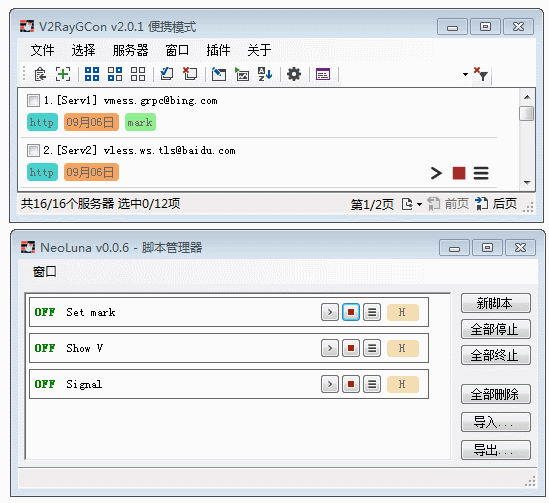 V2RayGCon v2.0.1 便携模式
文件 选择 服务器 窗口 插件 关于
1.[Serv1] vmess.grpc@bing.com
http 09月06日 mark
2.[Serv2] vless.ws.tls@baidu.com
http 09月06日
共16/16个服务器 选中0/12项 第1/2页 前页 后页
NeoLuna v0.0.6 - 脚本管理器
窗口
OFF Set mark H
OFF Show V H
OFF Signal H
新脚本
全部停止
全部终止
全部删除
导入...
导出...